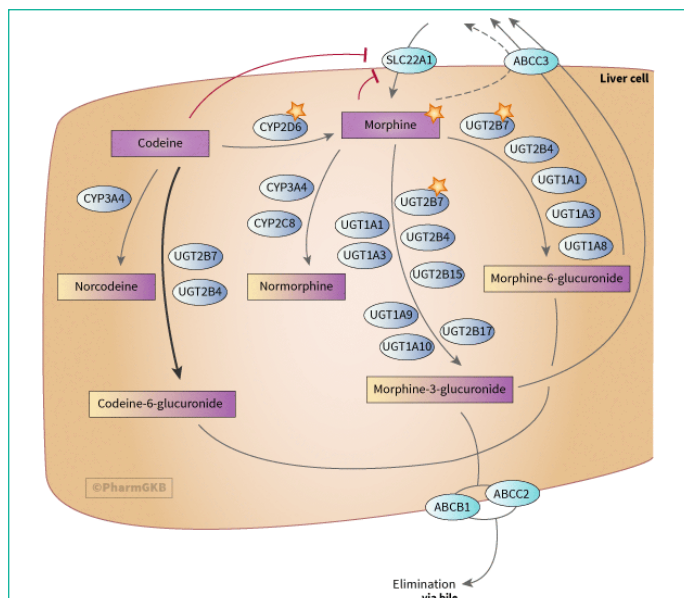 SLC22A1
ABCC3
Liver cell
CYP2D6
Morphine
UGT2B7
Codeine
UGT2B4
CYP3A4
CYP3A4
UGT2B7
UGT1A1
CYP2C8
UGT1A1
UGT2B4
UGT1A3
UGT2B7
UGT1A3
UGT1A8
UGT2B4
UGT2B15
Norcodeine
Normorphine
Morphine-6-glucuronide
UGT1A9
UGT2B17
UGT1A10
Codeine-6-glucuronide
Morphine-3-glucuronide
©PharmGKB
ABCB1
ABCC2
Elimination
via bile